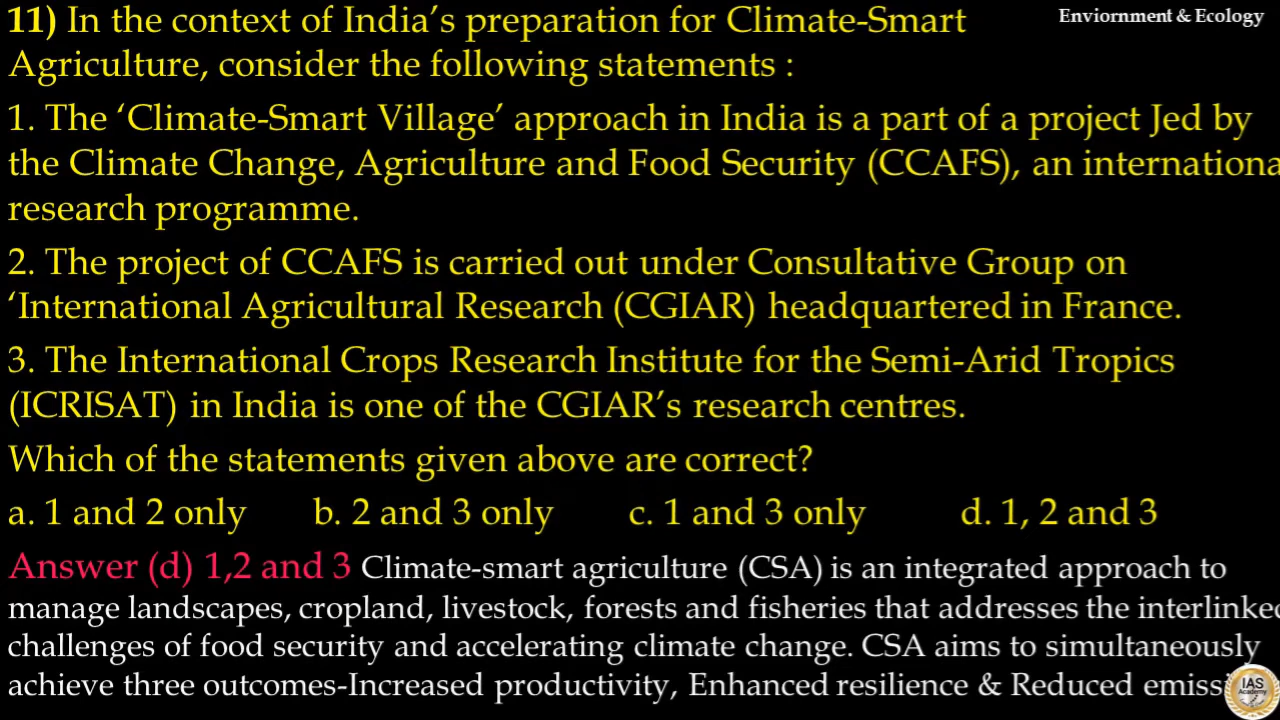 Enviornment & Ecology
11) In the context of India’s preparation for Climate-Smart
Agriculture, consider the following statements :
1. The ‘Climate-Smart Village’ approach in India is a part of a project Jed by
the Climate Change, Agriculture and Food Security (CCAFS), an internationa
research programme.
2. The project of CCAFS is carried out under Consultative Group on
‘International Agricultural Research (CGIAR) headquartered in France.
3. The International Crops Research Institute for the Semi-Arid Tropics
(ICRISAT) in India is one of the CGIAR’s research centres.
Which of the statements given above are correct?
a. 1 and 2 only b. 2 and 3 only c. 1 and 3 only d. 1, 2 and 3
Answer (d) 1,2 and 3 Climate-smart agriculture (CSA) is an integrated approach to
manage landscapes, cropland, livestock, forests and fisheries that addresses the interlinked
challenges of food security and accelerating climate change. CSA aims to simultaneously
achieve three outcomes-Increased productivity, Enhanced resilience & Reduced emissi
IAS
Academy